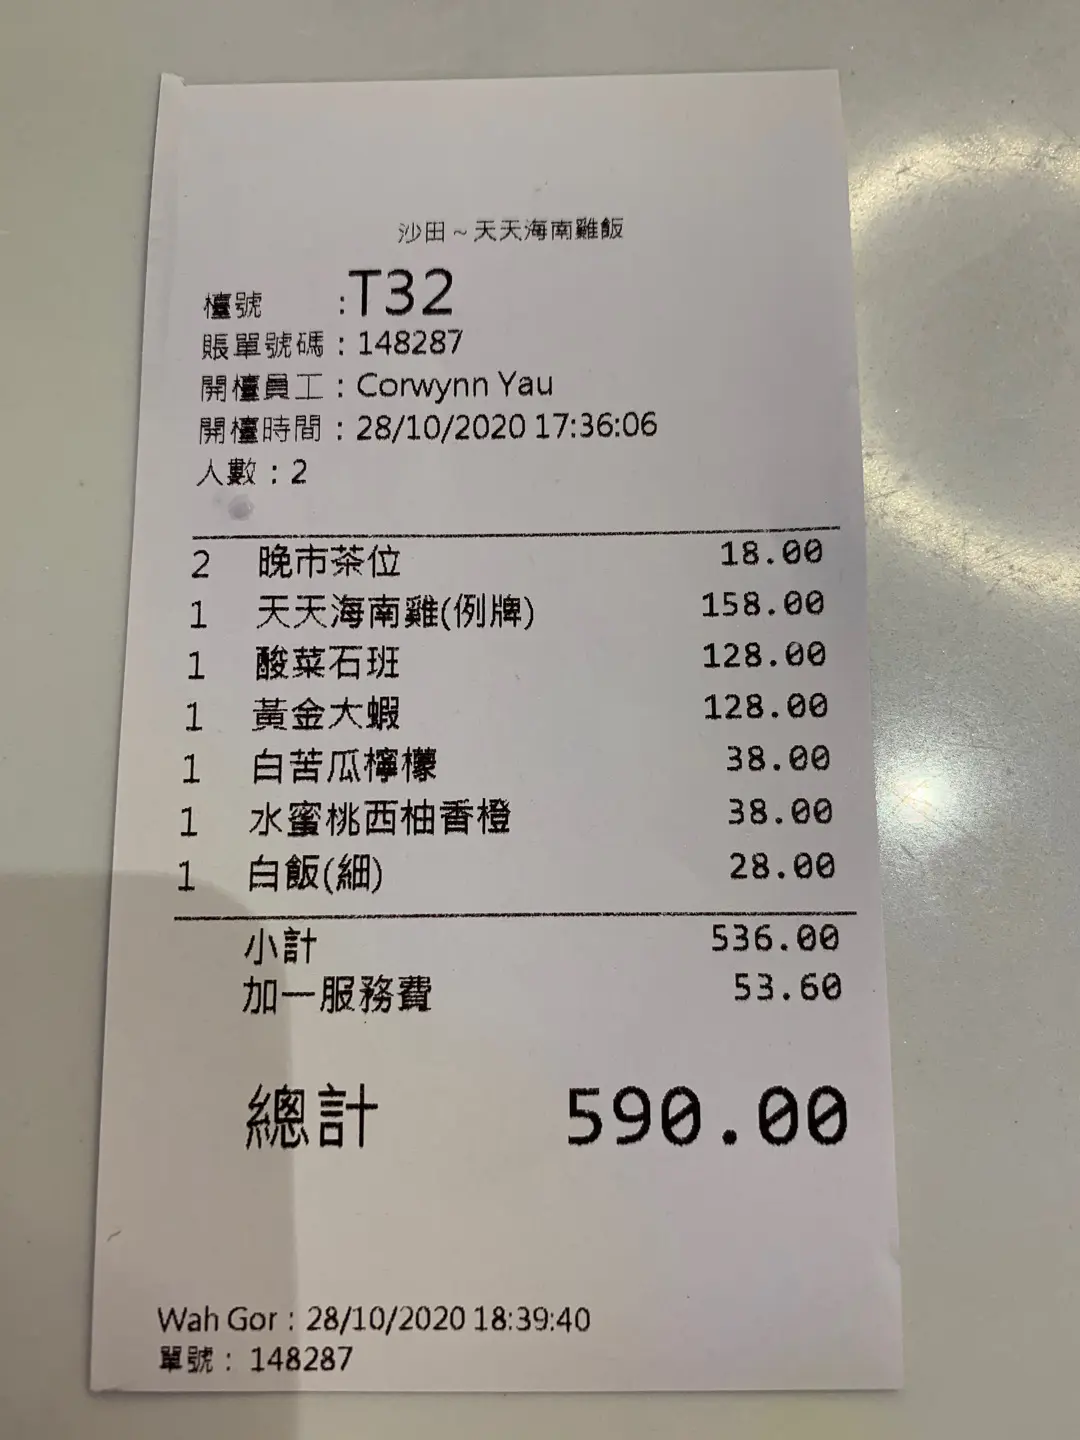 沙田～天天海南雞飯
檯號 :T32
賬單號碼 : 148287
開檯員工 : Corwynn Yau
開檯時間 : 28/10/2020 17:36:06
人數 : 2
2 晚市茶位 18.00
1 天天海南雞(例牌) 158.00
1 酸菜石班 128.00
1 黃金大蝦 128.00
1 白苦瓜檸檬 38.00
1 水蜜桃西柚香橙 38.00
1 白飯(細) 28.00
小計 536.00
加一服務費 53.60
總計 590.00
Wah Gor : 28/10/2020 18:39:40
單號 : 148287